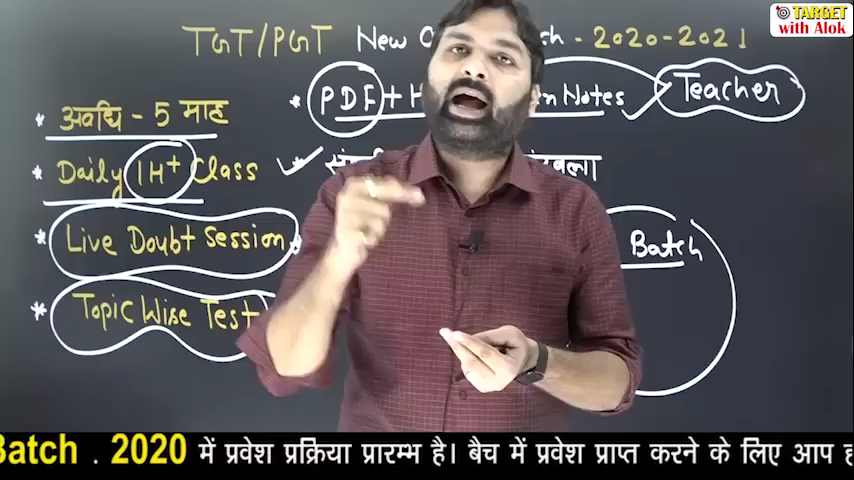 TARGET
with Alok
TGT/PGT New - 2020-2021
* अवधि - 5 माह
* PDF + H Notes Teacher
* Daily 1H+ Class
* Live Doubt Session
Batch
* Topic Wise Test
Batch . 2020 में प्रवेश प्रक्रिया प्रारम्भ है। बैच में प्रवेश प्राप्त करने के लिए आप